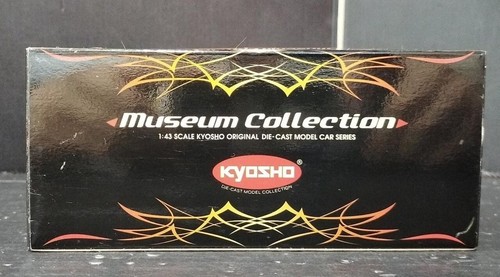 Museum Collection
1:43 SCALE KYOSHO ORIGINAL DIE-CAST MODEL CAR SERIES
KYOSHO
DIE-CAST MODEL COLLECTION